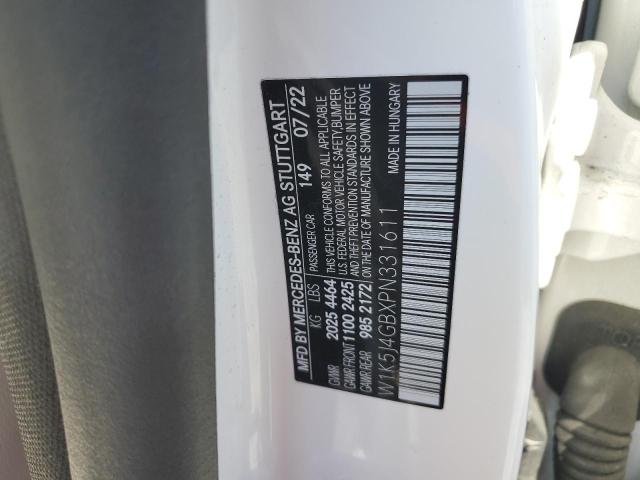 MFD BY MERCEDES-BENZ AG STUTTGART
KG LBS PASSENGER CAR 149 07/22
2025 4464 THIS VEHICLE CONFORMS TO ALL APPLICABLE
GAWR FRONT 1100 2425 U.S. FEDERAL MOTOR VEHICLE SAFETY,BUMPER
AND THEFT PREVENTION STANDARDS IN EFFECT
GAWR REAR 985 2172 ON THE DATE OF MANUFACTURE SHOWN ABOVE
MADE IN HUNGARY
W1K5J4GBXPN331611